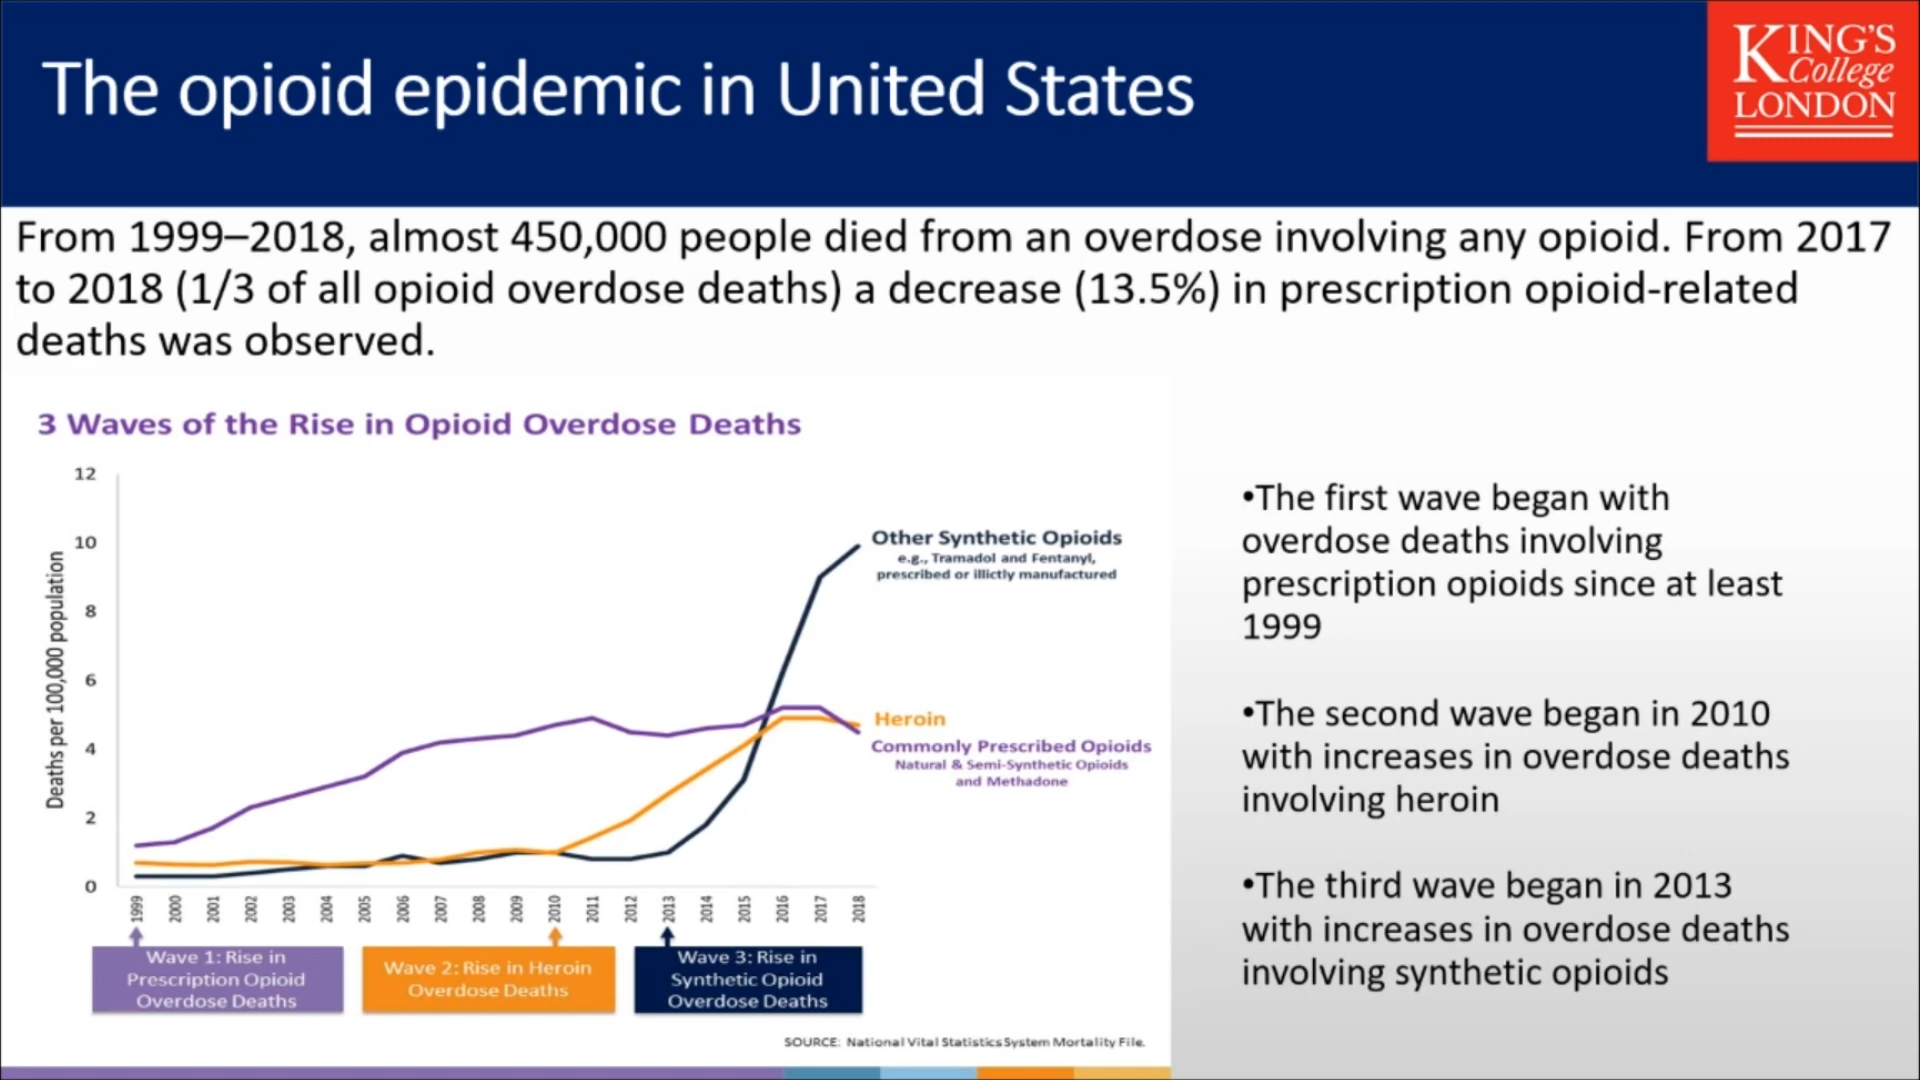 The opioid epidemic in United States
KING'S
College
LONDON
From 1999–2018, almost 450,000 people died from an overdose involving any opioid. From 2017
to 2018 (1/3 of all opioid overdose deaths) a decrease (13.5%) in prescription opioid-related
deaths was observed.
3 Waves of the Rise in Opioid Overdose Deaths
Deaths per 100,000 population
12
10
8
6
4
2
0
Other Synthetic Opioids
e.g., Tramadol and Fentanyl,
prescribed or illictly manufactured
Heroin
Commonly Prescribed Opioids
Natural & Semi-Synthetic Opioids
and Methadone
1999 2000 2001 2002 2003 2004 2005 2006 2007 2008 2009 2010 2011 2012 2013 2014 2015 2016 2017 2018
Wave 1: Rise in
Prescription Opioid
Overdose Deaths
Wave 2: Rise in Heroin
Overdose Deaths
Wave 3: Rise in
Synthetic Opioid
Overdose Deaths
SOURCE: National Vital Statistics System Mortality File.
•The first wave began with
overdose deaths involving
prescription opioids since at least
1999
•The second wave began in 2010
with increases in overdose deaths
involving heroin
•The third wave began in 2013
with increases in overdose deaths
involving synthetic opioids